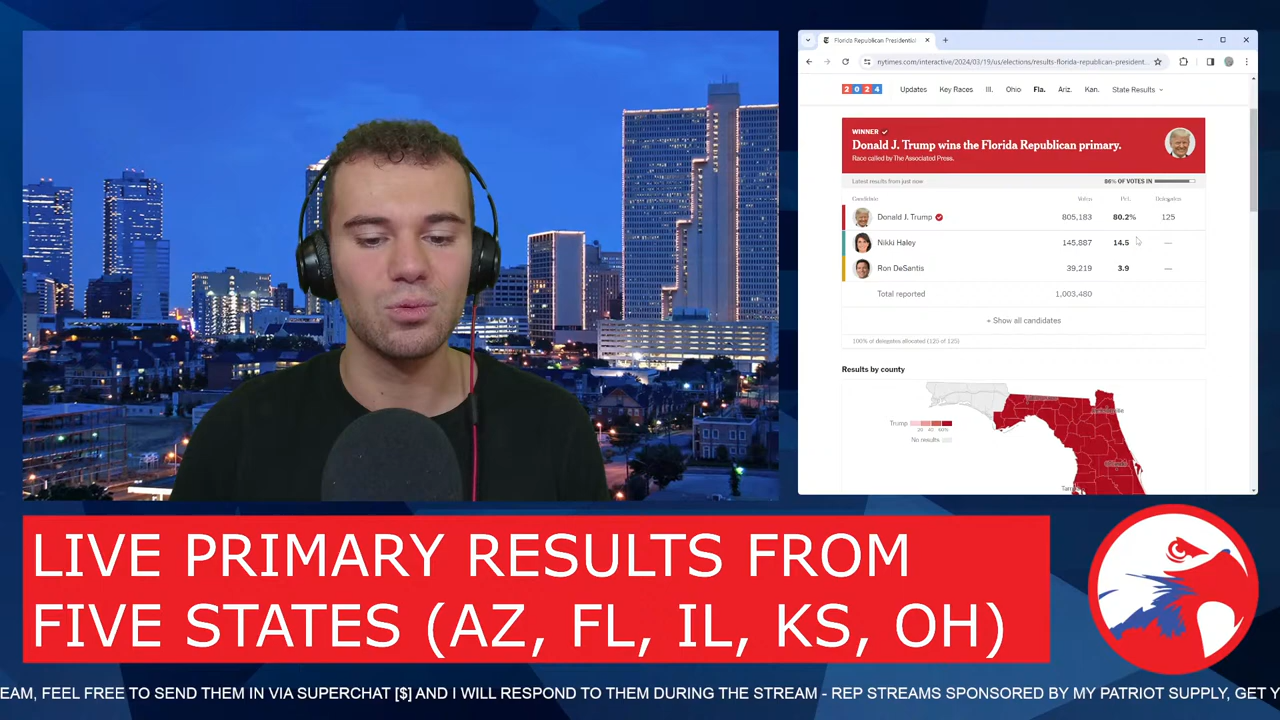 Florida Republican Presidential
nytimes.com/interactive/2024/03/19/us/elections/results-florida-republican-president...
2024
Updates
Key Races
Ill.
Ohio
Fla.
Ariz.
Kan.
State Results
WINNER
Donald J. Trump wins the Florida Republican primary.
Race called by The Associated Press.
Latest results from just now
86% OF VOTES IN
Candidate Votes Pct. Delegates
Donald J. Trump 805,183 80.2% 125
Nikki Haley 145,887 14.5 —
Ron DeSantis 39,219 3.9 —
Total reported 1,003,480
+ Show all candidates
100% of delegates allocated (125 of 125)
Results by county
Trump
20 40 60%
No results
Jacksonville
Orlando
LIVE PRIMARY RESULTS FROM
FIVE STATES (AZ, FL, IL, KS, OH)
EAM, FEEL FREE TO SEND THEM IN VIA SUPERCHAT [$] AND I WILL RESPOND TO THEM DURING THE STREAM - REP STREAMS SPONSORED BY MY PATRIOT SUPPLY, GET Y